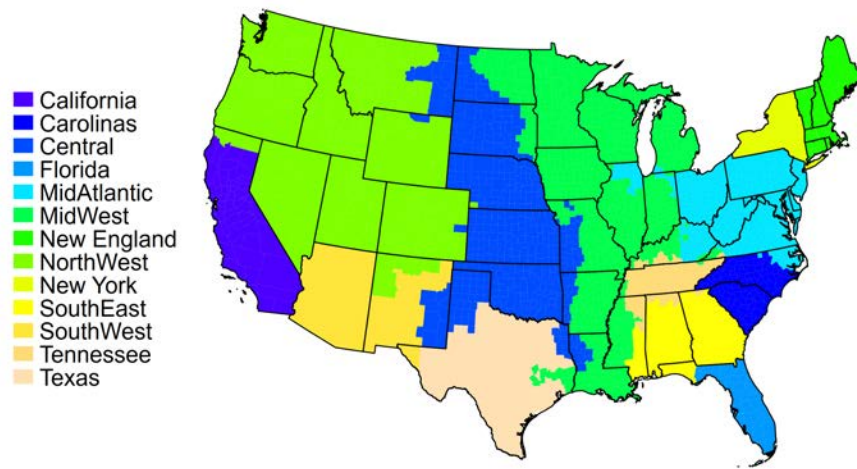 California
Carolinas
Central
Florida
MidAtlantic
MidWest
New England
NorthWest
New York
SouthEast
SouthWest
Tennessee
Texas